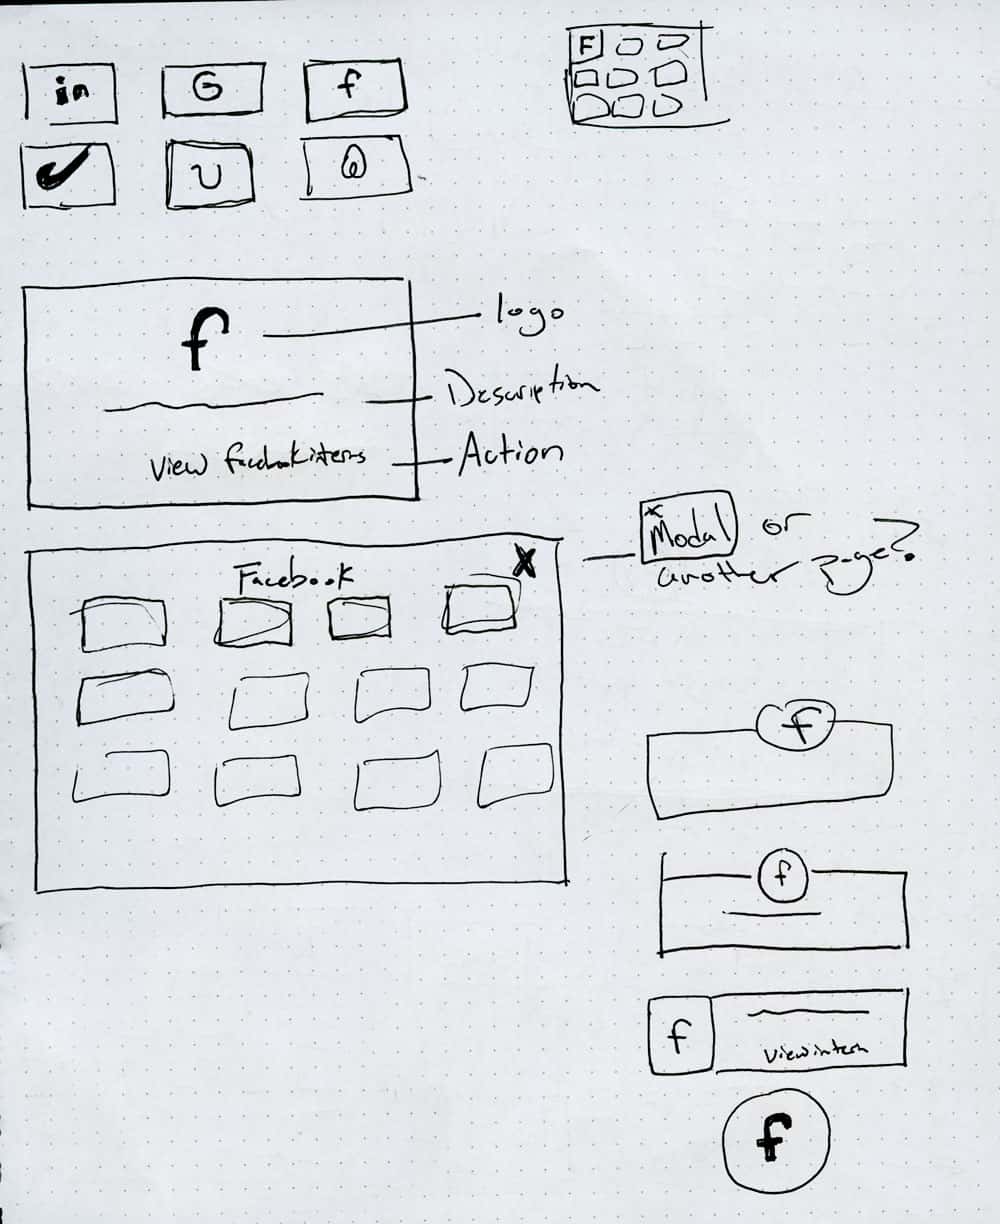 in G f
U
F
f
logo
Description
View facebook interns
Action
Modal or
another page?
Facebook
X
f
f
f
View intern
f